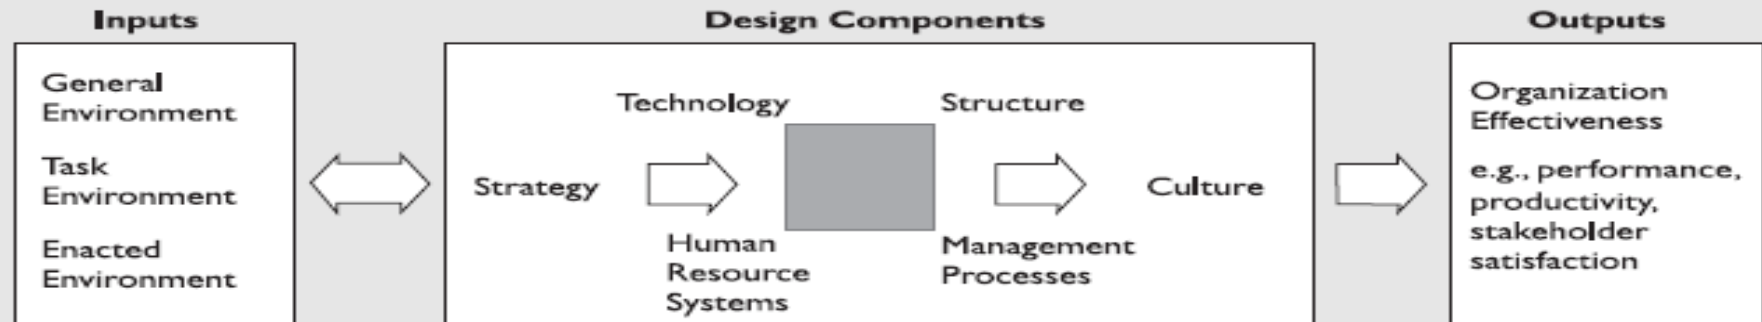 Inputs
General
Environment
Task
Environment
Enacted
Environment
Design Components
Strategy
Technology
Structure
Human
Resource
Systems
Management
Processes
Culture
Outputs
Organization
Effectiveness
e.g., performance,
productivity,
stakeholder
satisfaction